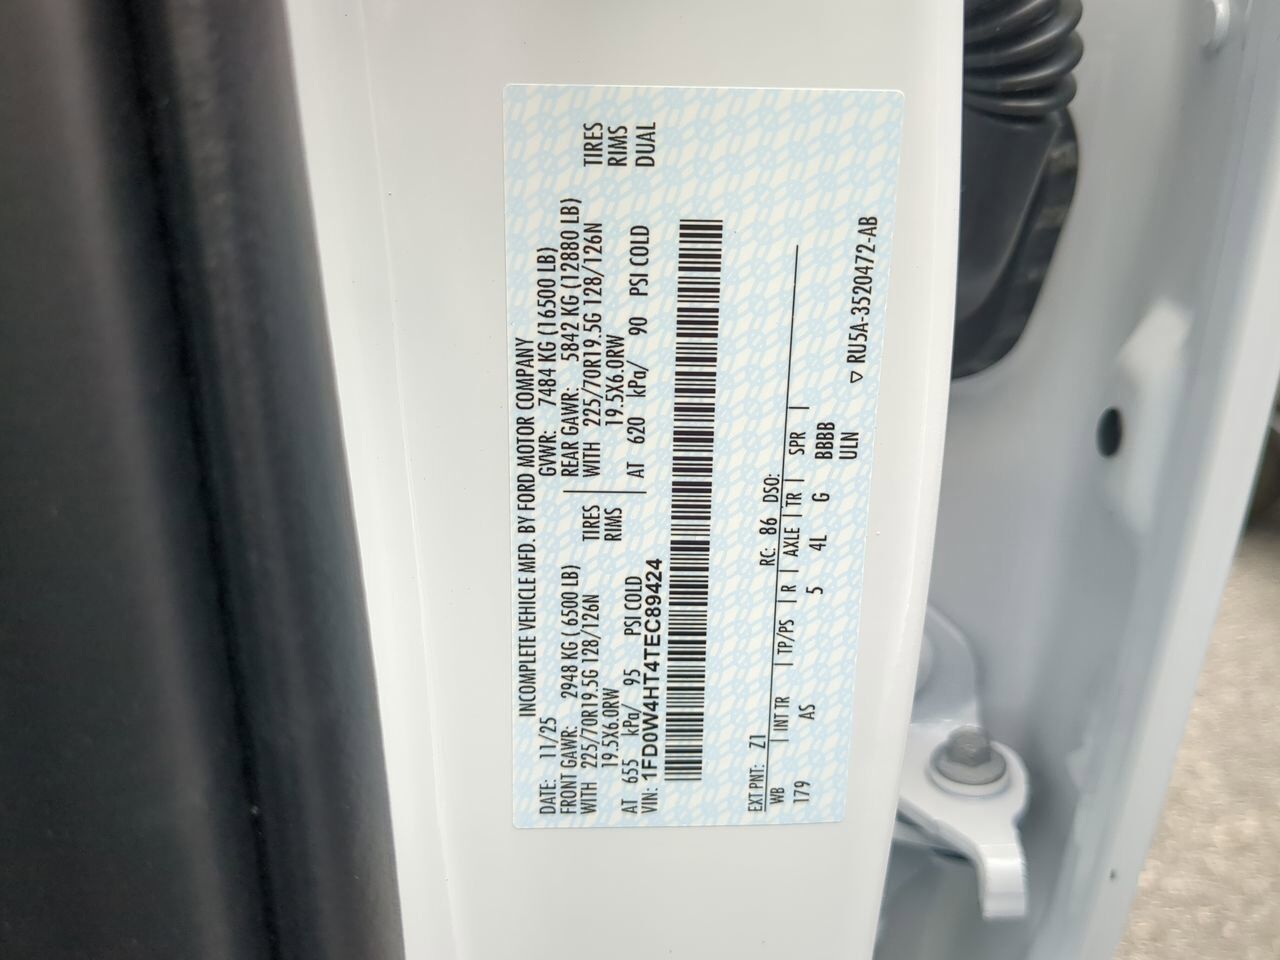 INCOMPLETE VEHICLE MFD. BY FORD MOTOR COMPANY
DATE: 11/25 GVWR: 7484 KG (16500 LB)
FRONT GAWR: 2948 KG ( 6500 LB) REAR GAWR: 5842 KG (12880 LB)
WITH 225/70R19.5G 128/126N TIRES WITH 225/70R19.5G 128/126N TIRES
19.5X6.0RW RIMS 19.5X6.0RW RIMS
AT 655 kPa/ 95 PSI COLD AT 620 kPa/ 90 PSI COLD DUAL
VIN: 1FD0W4HT4TEC89424
EXT PNT: Z1 RC: 86 DSO:
WB INT TR TP/PS R AXLE TR SPR
179 AS 5 4L G BBBB
ULN
▽ RU5A-3520472-AB